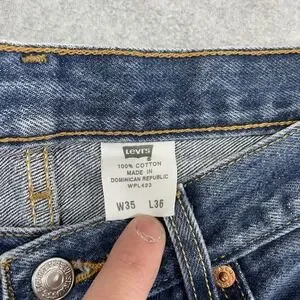 Levi's
100% COTTON
MADE IN
DOMINICAN REPUBLIC
WPL423
W35 L36